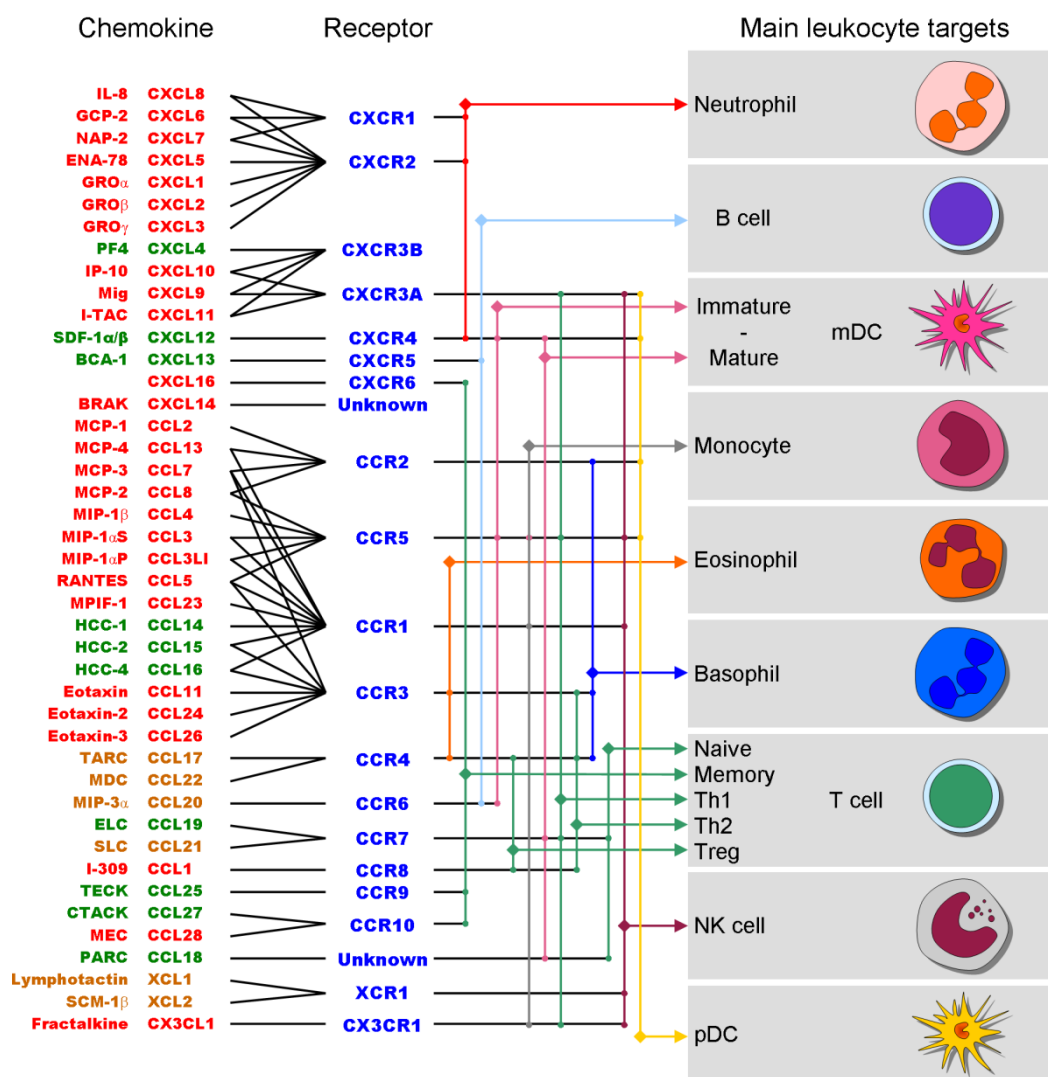 Chemokine Receptor Main leukocyte targets
IL-8 CXCL8
GCP-2 CXCL6
NAP-2 CXCL7
ENA-78 CXCL5
GROα CXCL1
GROβ CXCL2
GROγ CXCL3
PF4 CXCL4
IP-10 CXCL10
Mig CXCL9
I-TAC CXCL11
SDF-1α/β CXCL12
BCA-1 CXCL13
CXCL16
BRAK CXCL14
MCP-1 CCL2
MCP-4 CCL13
MCP-3 CCL7
MCP-2 CCL8
MIP-1β CCL4
MIP-1αS CCL3
MIP-1αP CCL3LI
RANTES CCL5
MPIF-1 CCL23
HCC-1 CCL14
HCC-2 CCL15
HCC-4 CCL16
Eotaxin CCL11
Eotaxin-2 CCL24
Eotaxin-3 CCL26
TARC CCL17
MDC CCL22
MIP-3α CCL20
ELC CCL19
SLC CCL21
I-309 CCL1
TECK CCL25
CTACK CCL27
MEC CCL28
PARC CCL18
Lymphotactin XCL1
SCM-1β XCL2
Fractalkine CX3CL1
CXCR1
CXCR2
CXCR3B
CXCR3A
CXCR4
CXCR5
CXCR6
Unknown
CCR2
CCR5
CCR1
CCR3
CCR4
CCR6
CCR7
CCR8
CCR9
CCR10
Unknown
XCR1
CX3CR1
Neutrophil
B cell
Immature
-
Mature
mDC
Monocyte
Eosinophil
Basophil
Naive
Memory
Th1
Th2
Treg
T cell
NK cell
pDC